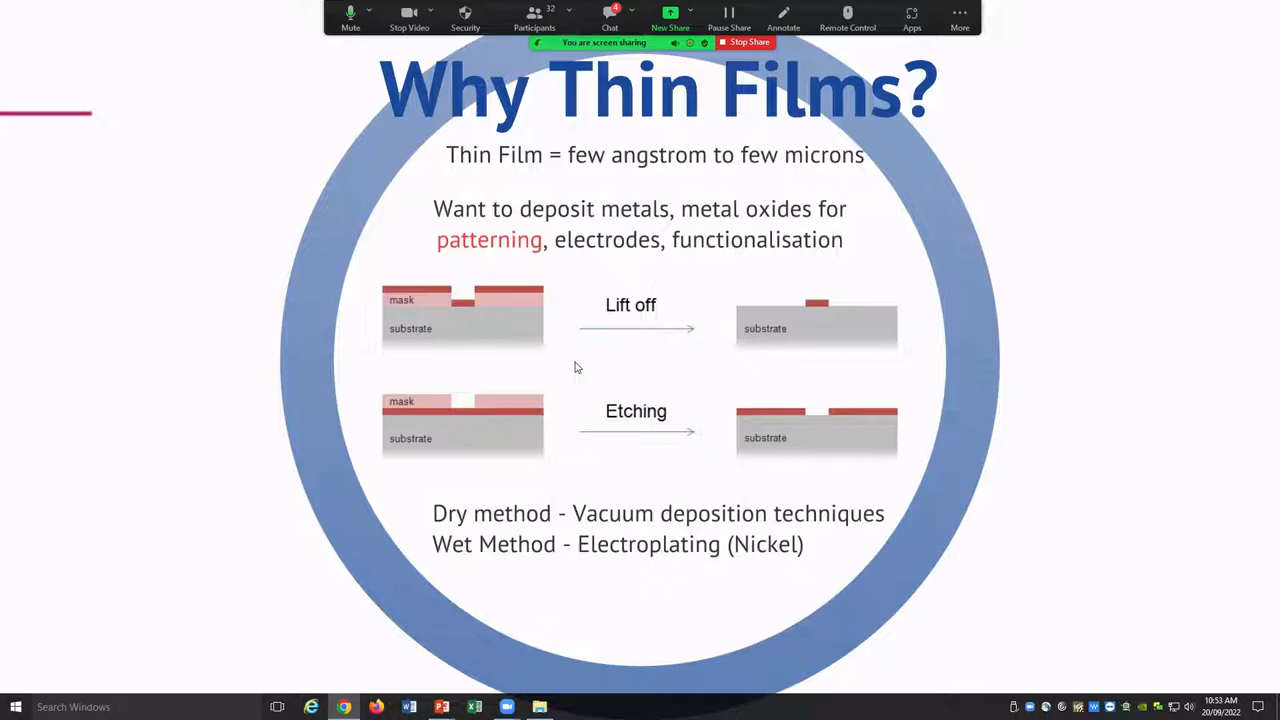 32
4
Mute
Stop Video
Security
Participants
Chat
New Share
Pause Share
Annotate
Remote Control
Apps
More
You are screen sharing
Stop Share
Why Thin Films?
Thin Film = few angstrom to few microns
Want to deposit metals, metal oxides for
patterning, electrodes, functionalisation
mask
substrate
Lift off
substrate
mask
substrate
Etching
substrate
Dry method - Vacuum deposition techniques
Wet Method - Electroplating (Nickel)
Search Windows
10:53 AM
20/09/2022